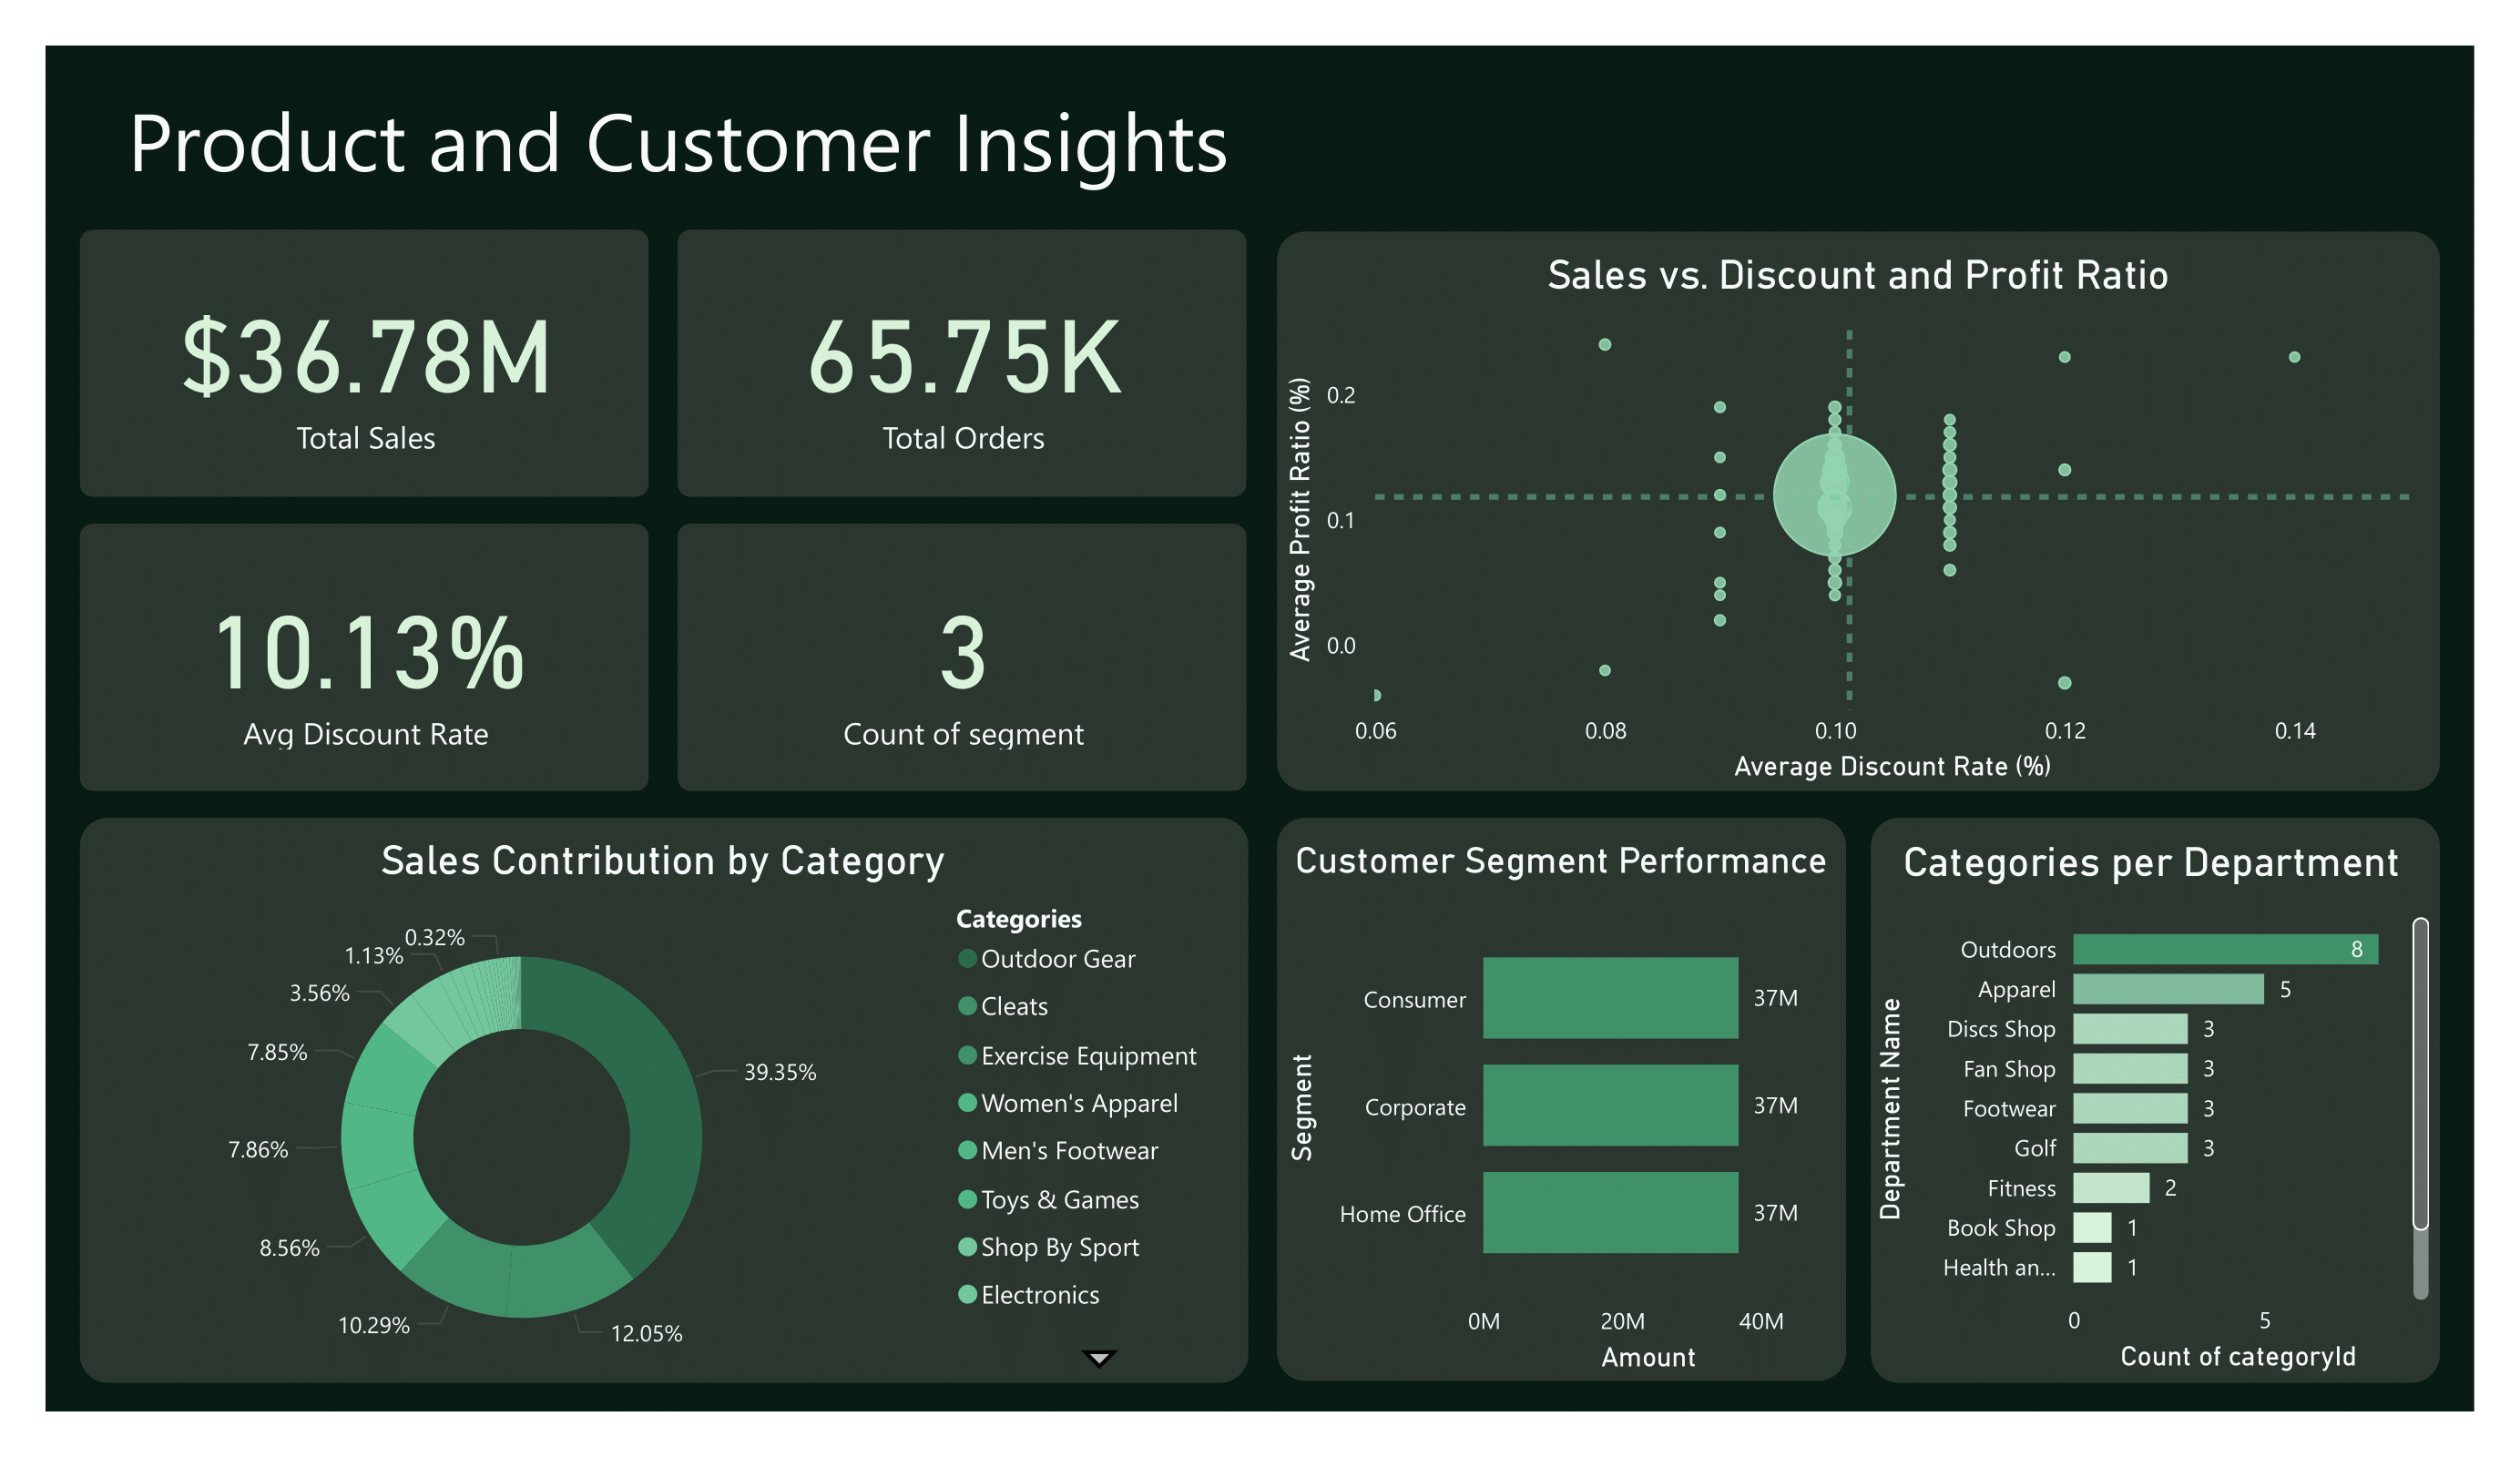 Product and Customer Insights
$36.78M
Total Sales
65.75K
Total Orders
10.13%
Avg Discount Rate
3
Count of segment
Sales vs. Discount and Profit Ratio
Average Profit Ratio (%)
0.2
0.1
0.0
0.06 0.08 0.10 0.12 0.14
Average Discount Rate (%)
Sales Contribution by Category
0.32%
1.13%
3.56%
7.85%
7.86%
8.56%
10.29%
12.05%
39.35%
Categories
Outdoor Gear
Cleats
Exercise Equipment
Women's Apparel
Men's Footwear
Toys & Games
Shop By Sport
Electronics
Customer Segment Performance
Segment
Consumer 37M
Corporate 37M
Home Office 37M
0M 20M 40M
Amount
Categories per Department
Department Name
Outdoors 8
Apparel 5
Discs Shop 3
Fan Shop 3
Footwear 3
Golf 3
Fitness 2
Book Shop 1
Health an... 1
0 5
Count of categoryId